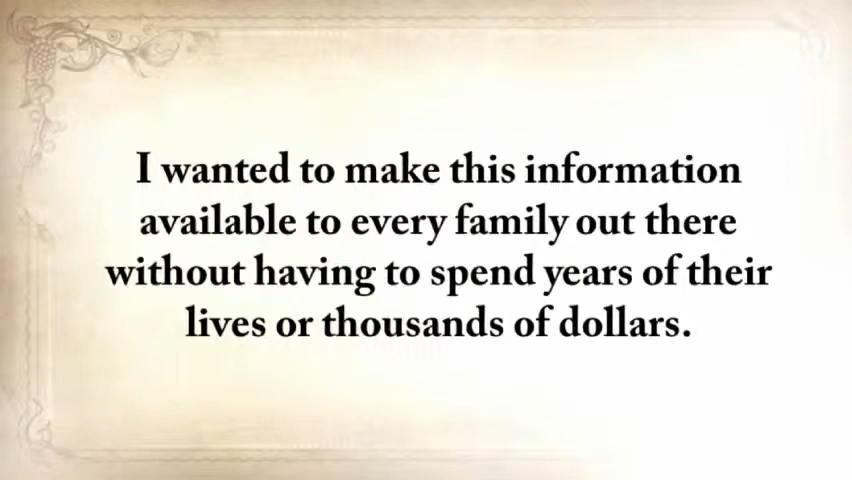 I wanted to make this information
available to every family out there
without having to spend years of their
lives or thousands of dollars.